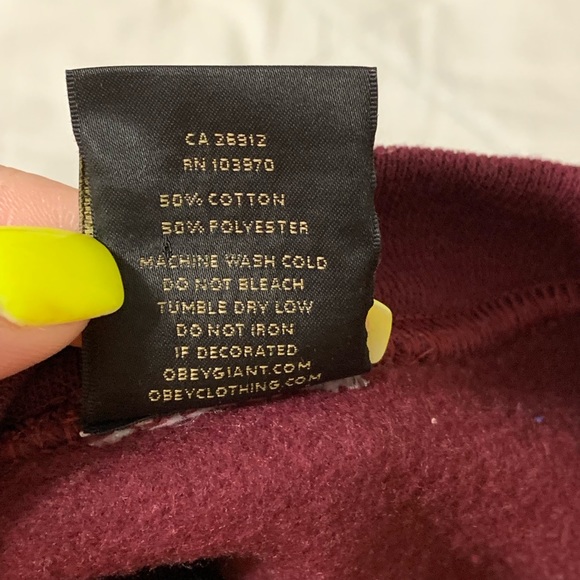 CA 26912
RN 103970
50% COTTON
50% POLYESTER
MACHINE WASH COLD
DO NOT BLEACH
TUMBLE DRY LOW
DO NOT IRON
IF DECORATED
OBEYGIANT.COM
OBEYCLOTHING.COM